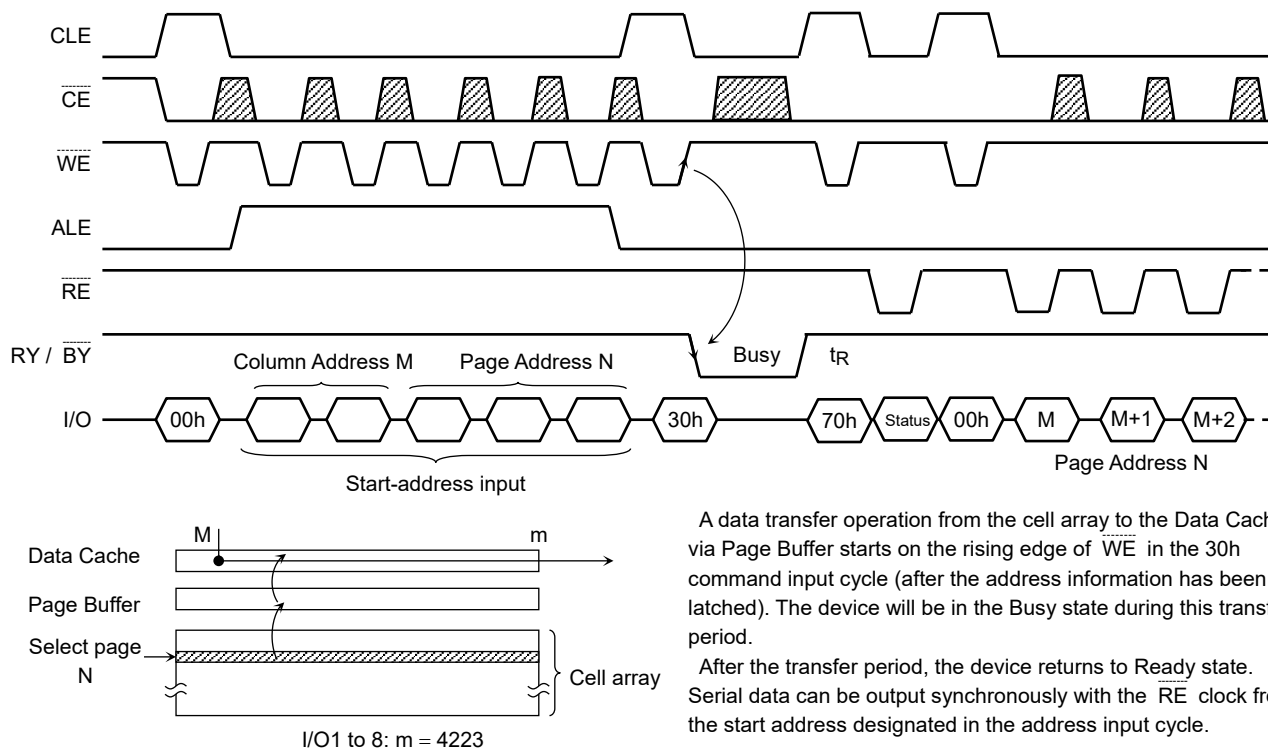 CLE
CE
WE
ALE
RE
RY / BY
Busy
tR
Column Address M
Page Address N
I/O
00h
30h
70h
Status
00h
M
M+1
M+2
Start-address input
Page Address N
M
m
Data Cache
Page Buffer
Select page
N
Cell array
I/O1 to 8: m = 4223
A data transfer operation from the cell array to the Data Cach
via Page Buffer starts on the rising edge of WE in the 30h
command input cycle (after the address information has been
latched). The device will be in the Busy state during this transf
period.
After the transfer period, the device returns to Ready state.
Serial data can be output synchronously with the RE clock fr
the start address designated in the address input cycle.